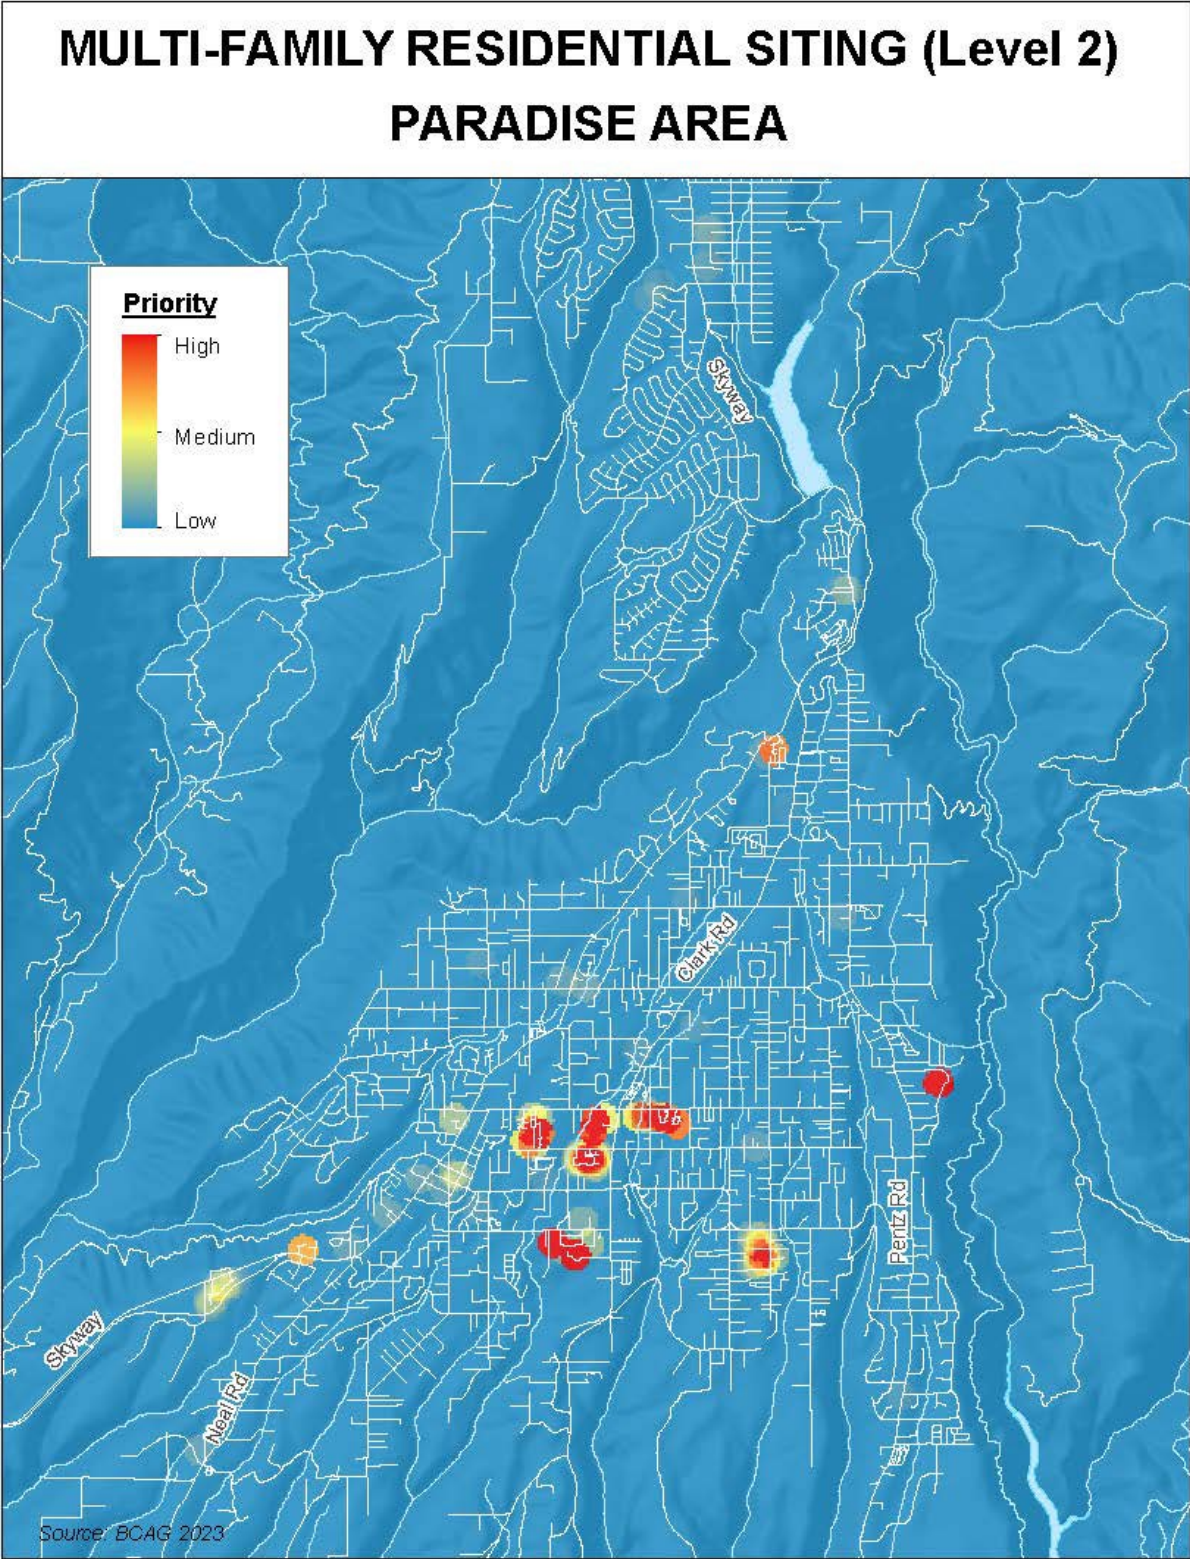 MULTI-FAMILY RESIDENTIAL SITING (Level 2)
PARADISE AREA
Priority
High
Medium
Low
Skyway
Clark Rd
Pentz Rd
Skyway
Neal Rd
Source: BCAG 2023